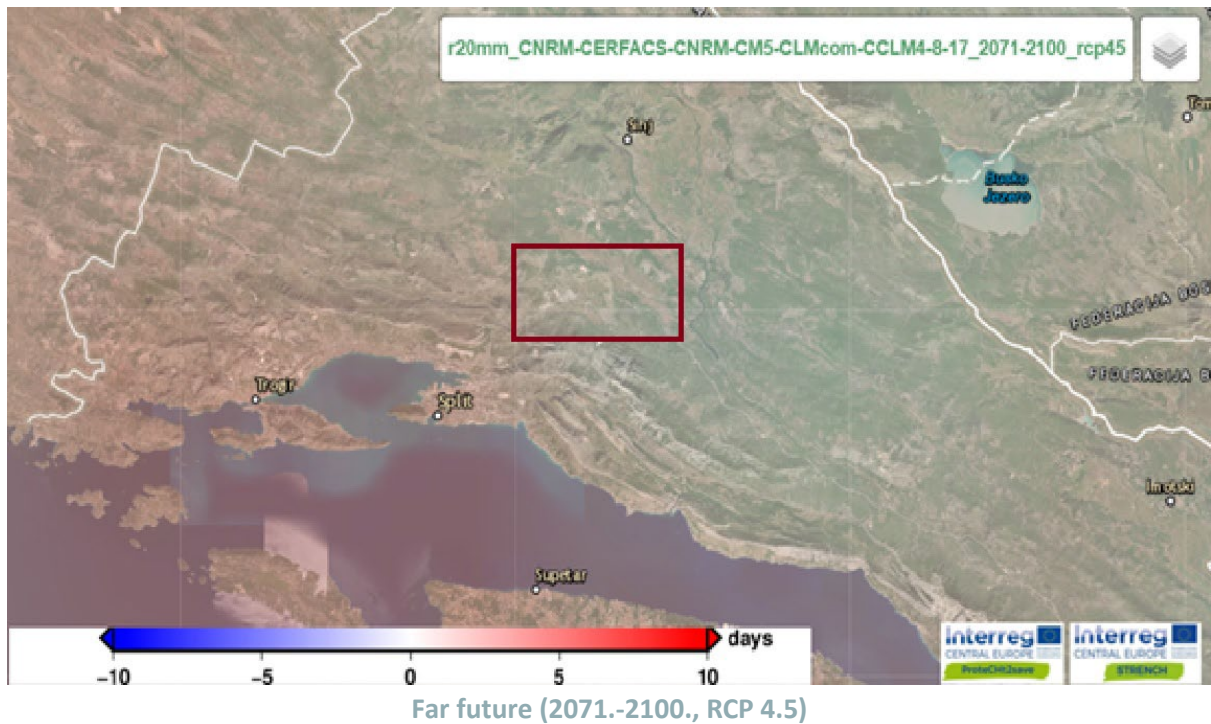 r20mm_CNRM-CERFACS-CNRM-CM5-CLMcom-CCLM4-8-17_2071-2100_rcp45
Sinj
Busko
Jezero
FEDERACIJA
FEDERACIJA
Trogir
Split
Imotski
Supetar
days
−10
−5
0
5
10
Interreg
CENTRAL EUROPE
ProteCHt2save
Interreg
CENTRAL EUROPE
STRENCH
Far future (2071.-2100., RCP 4.5)